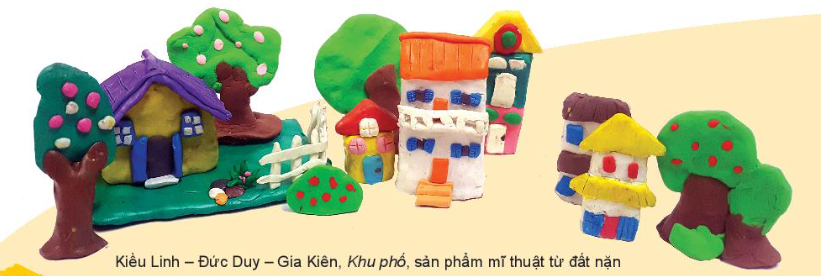 Kiều Linh – Đức Duy – Gia Kiên, Khu phố, sản phẩm mĩ thuật từ đất nặn